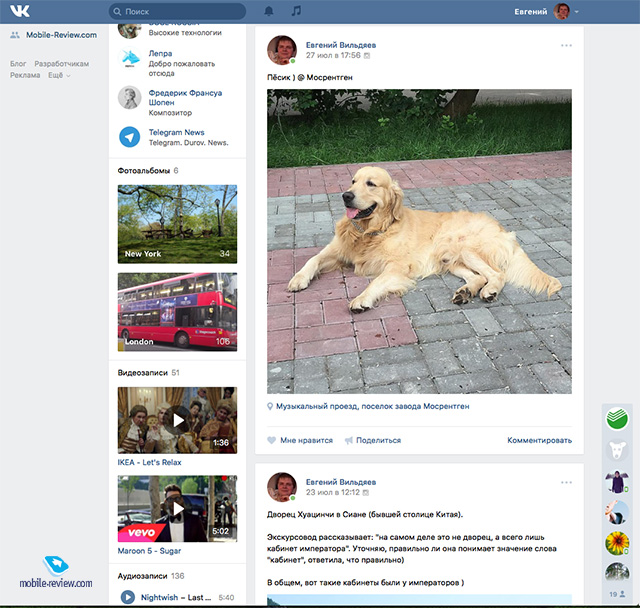 Поиск
Евгений
Mobile-Review.com
Блог Разработчикам
Реклама Ещё
Высокие технологии
Лепра
Добро пожаловать
отсюда
Фредерик Франсуа
Шопен
Композитор
Telegram News
Telegram. Durov. News.
Фотоальбомы 6
New York 34
London 106
Видеозаписи 51
1:36
IKEA - Let's Relax
vevo
5:02
Maroon 5 - Sugar
Аудиозаписи 136
Nightwish – Last ... 5:40
Евгений Вильдяев
27 июл в 17:56
Пёсик ) @ Мосрентген
Музыкальный проезд, поселок завода Мосрентген
Мне нравится Поделиться Комментировать
Евгений Вильдяев
23 июл в 12:12
Дворец Хуацинчи в Сиане (бывшей столице Китая).
Экскурсовод рассказывает: "на самом деле это не дворец, а всего лишь
кабинет императора". Уточняю, правильно ли она понимает значение слова
"кабинет", ответила, что правильно)
В общем, вот такие кабинеты были у императоров )
19
mobile-review.com